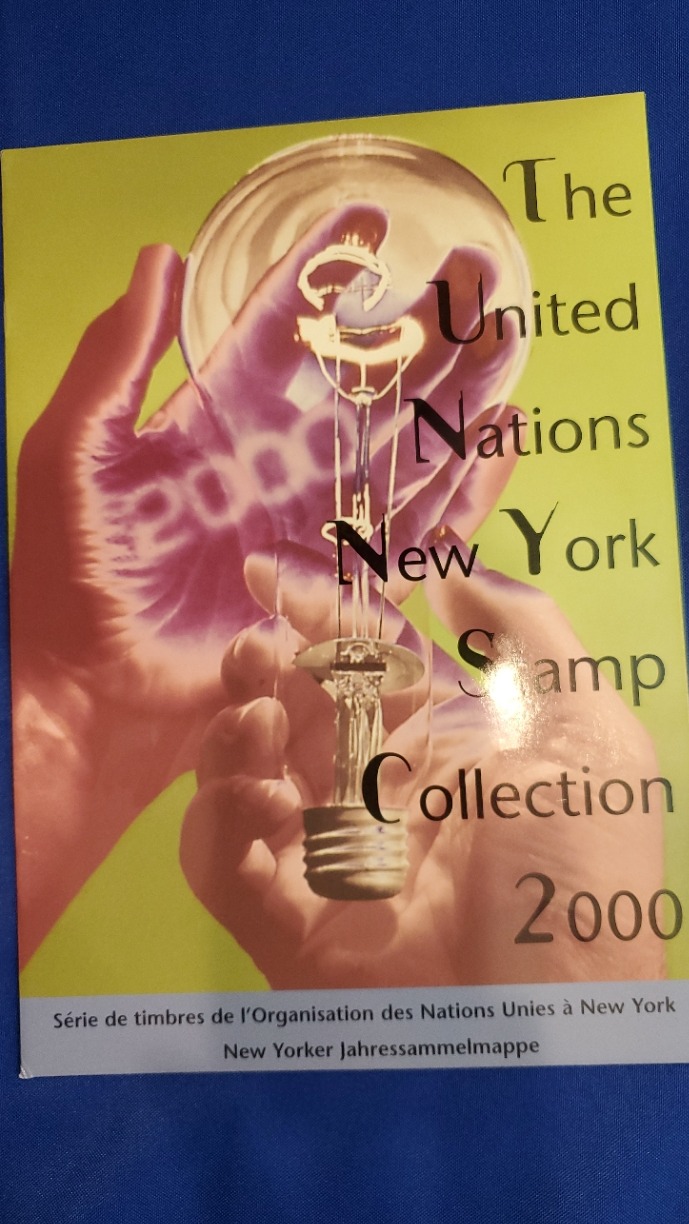 The
United
Nations
New York
Stamp
Collection
2000
2000
Série de timbres de l'Organisation des Nations Unies à New York
New Yorker Jahressammelmappe